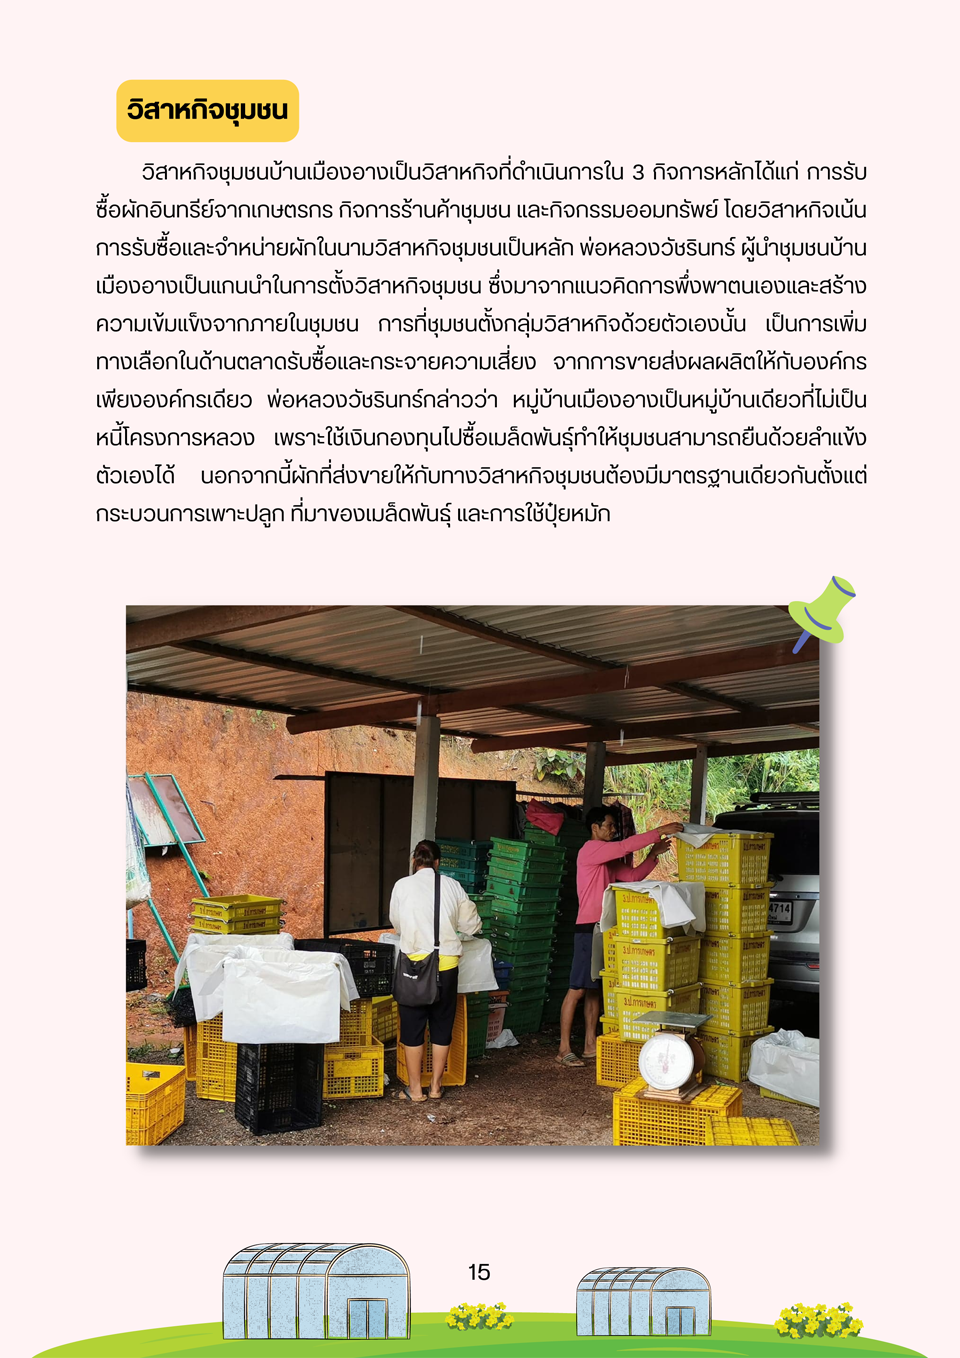 วิสาหกิจชุมชน
วิสาหกิจชุมชนบ้านเมืองอางเป็นวิสาหกิจที่ดำเนินการใน 3 กิจการหลักได้แก่ การรับ
ซื้อผักอินทรีย์จากเกษตรกร กิจการร้านค้าชุมชน และกิจกรรมออมทรัพย์ โดยวิสาหกิจเน้น
การรับซื้อและจำหน่ายผักในนามวิสาหกิจชุมชนเป็นหลัก พ่อหลวงวัชรินทร์ ผู้นำชุมชนบ้าน
เมืองอางเป็นแกนนำในการตั้งวิสาหกิจชุมชน ซึ่งมาจากแนวคิดการพึ่งพาตนเองและสร้าง
ความเข้มแข็งจากภายในชุมชน การที่ชุมชนตั้งกลุ่มวิสาหกิจด้วยตัวเองนั้น เป็นการเพิ่ม
ทางเลือกในด้านตลาดรับซื้อและกระจายความเสี่ยง จากการขายส่งผลผลิตให้กับองค์กร
เพียงองค์กรเดียว พ่อหลวงวัชรินทร์กล่าวว่า หมู่บ้านเมืองอางเป็นหมู่บ้านเดียวที่ไม่เป็น
หนี้โครงการหลวง เพราะใช้เงินกองทุนไปซื้อเมล็ดพันธุ์ทำให้ชุมชนสามารถยืนด้วยลำแข้ง
ตัวเองได้ นอกจากนี้ผักที่ส่งขายให้กับทางวิสาหกิจชุมชนต้องมีมาตรฐานเดียวกันตั้งแต่
กระบวนการเพาะปลูก ที่มาของเมล็ดพันธุ์ และการใช้ปุ๋ยหมัก
4714
15